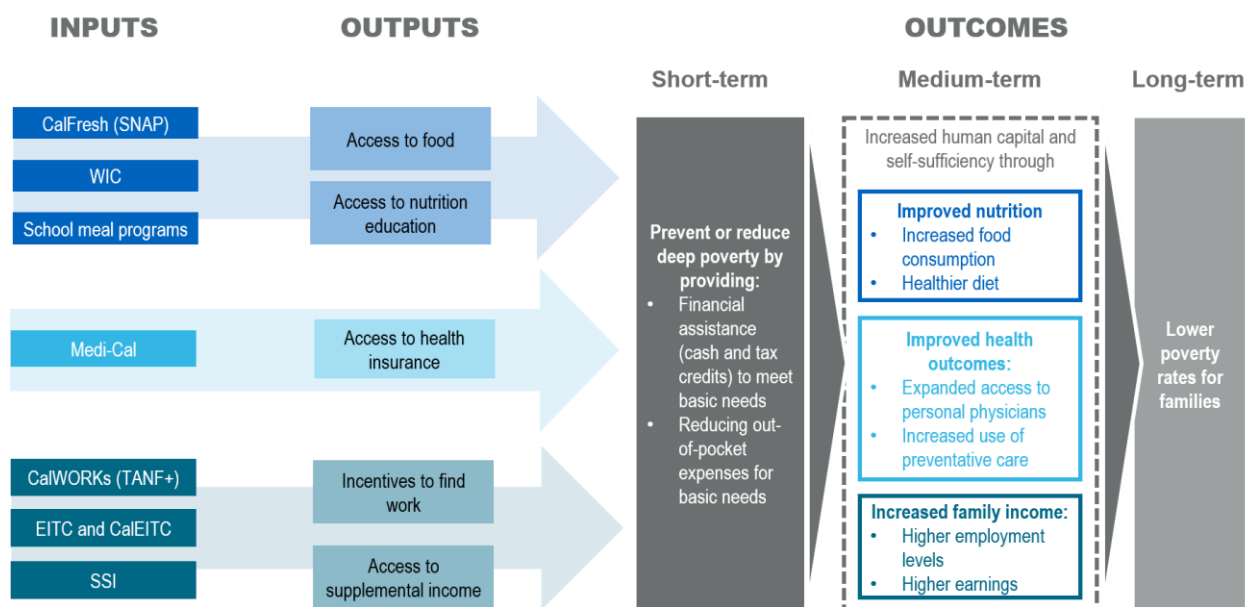 INPUTS
OUTPUTS
OUTCOMES
Short-term
Medium-term
Long-term
CalFresh (SNAP)
WIC
School meal programs
Access to food
Access to nutrition
education
Medi-Cal
Access to health
insurance
CalWORKs (TANF+)
EITC and CalEITC
SSI
Incentives to find
work
Access to
supplemental income
Prevent or reduce
deep poverty by
providing:
• Financial
assistance
(cash and tax
credits) to meet
basic needs
• Reducing out-
of-pocket
expenses for
basic needs
Increased human capital and
self-sufficiency through
Improved nutrition
• Increased food
consumption
• Healthier diet
Improved health
outcomes:
• Expanded access to
personal physicians
• Increased use of
preventative care
Increased family income:
• Higher employment
levels
• Higher earnings
Lower
poverty
rates for
families